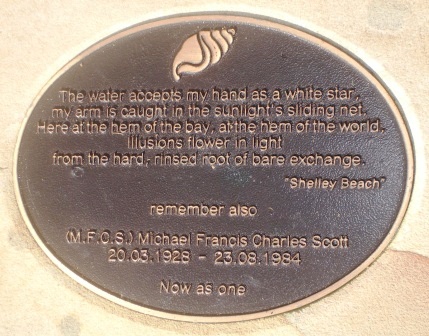 The water accepts my hand as a white star,
my arm is caught in the sunlight's sliding net.
Here at the hem of the bay, at the hem of the world,
illusions flower in light
from the hard, rinsed root of bare exchange.
"Shelley Beach"
remember also
(M.F.C.S.) Michael Francis Charles Scott
20.03.1928 - 23.08.1984
Now as one